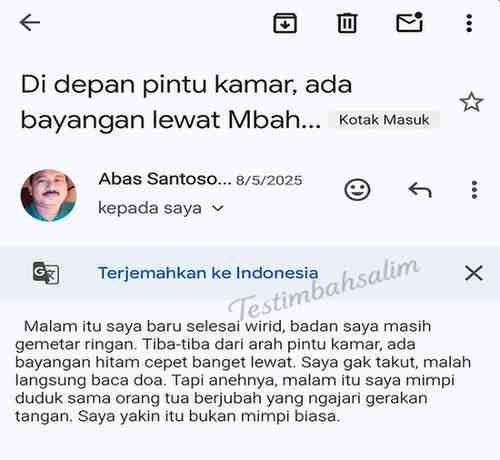 Di depan pintu kamar, ada
bayangan lewat Mbah... Kotak Masuk
Abas Santoso... 8/5/2025
kepada saya
Terjemahkan ke Indonesia
Testimbahsalim
Malam itu saya baru selesai wirid, badan saya masih
gemetar ringan. Tiba-tiba dari arah pintu kamar, ada
bayangan hitam cepet banget lewat. Saya gak takut, malah
langsung baca doa. Tapi anehnya, malam itu saya mimpi
duduk sama orang tua berjubah yang ngajari gerakan
tangan. Saya yakin itu bukan mimpi biasa.